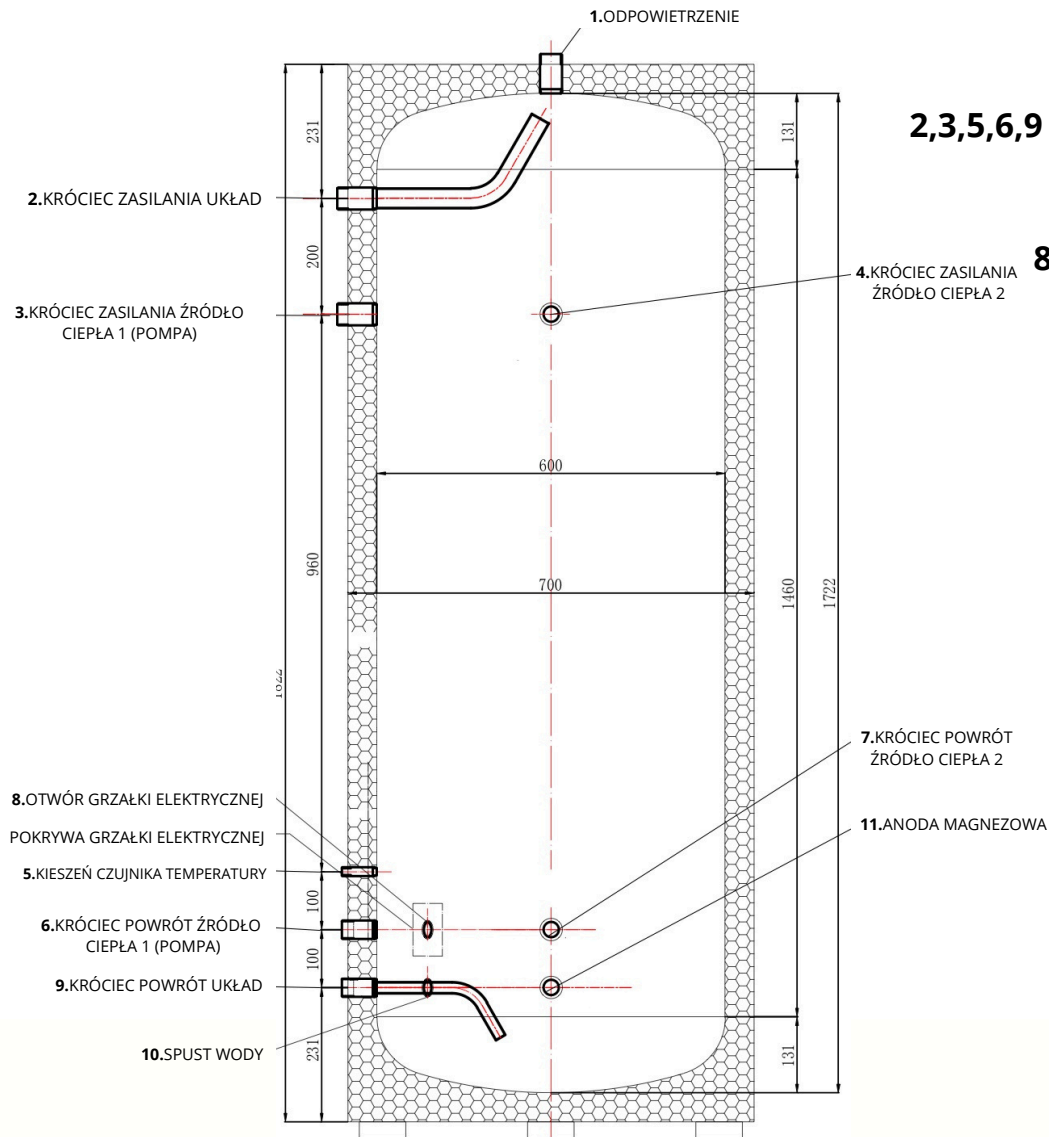 1.ODPOWIETRZENIE
2,3,5,6,9
2.KRÓCIEC ZASILANIA UKŁAD
8
4.KRÓCIEC ZASILANIA
ŹRÓDŁO CIEPŁA 2
3.KRÓCIEC ZASILANIA ŹRÓDŁO
CIEPŁA 1 (POMPA)
231
200
960
100
100
231
131
1460
131
1722
600
700
7.KRÓCIEC POWRÓT
ŹRÓDŁO CIEPŁA 2
8.OTWÓR GRZAŁKI ELEKTRYCZNEJ
POKRYWA GRZAŁKI ELEKTRYCZNEJ
11.ANODA MAGNEZOWA
5.KIESZEŃ CZUJNIKA TEMPERATURY
6.KRÓCIEC POWRÓT ŹRÓDŁO
CIEPŁA 1 (POMPA)
9.KRÓCIEC POWRÓT UKŁAD
10.SPUST WODY